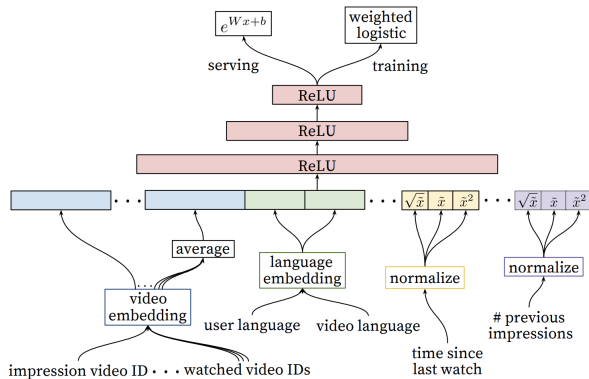 e^{Wx+b}
weighted
logistic
serving
training
ReLU
ReLU
ReLU
. . .
. . .
√x̃ x̃ x̃²
. . .
√x̃ x̃ x̃²
average
language
embedding
normalize
normalize
. . .
video
embedding
user language
video language
# previous
impressions
time since
last watch
impression video ID • • • watched video IDs